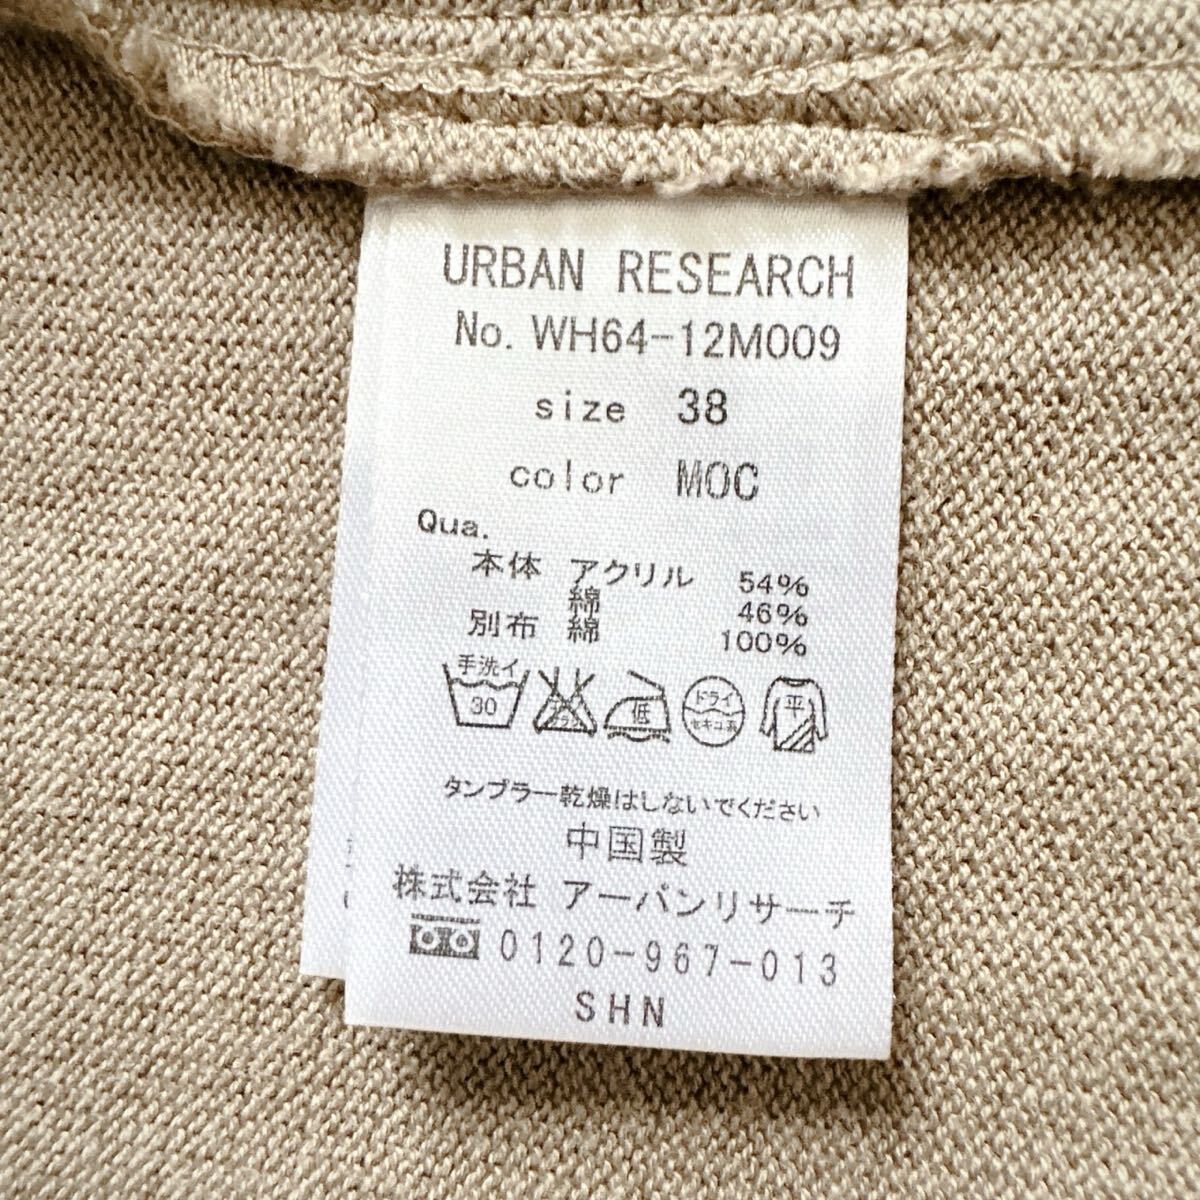 URBAN RESEARCH
No. WH64-12M009
size 38
color MOC
Qua.
本体 アクリル 54%
綿 46%
別布 綿 100%
手洗イ
30
低
ドライ
セキユ系
平
タンブラー乾燥はしないでください
中国製
株式会社 アーバンリサーチ
0120-967-013
SHN